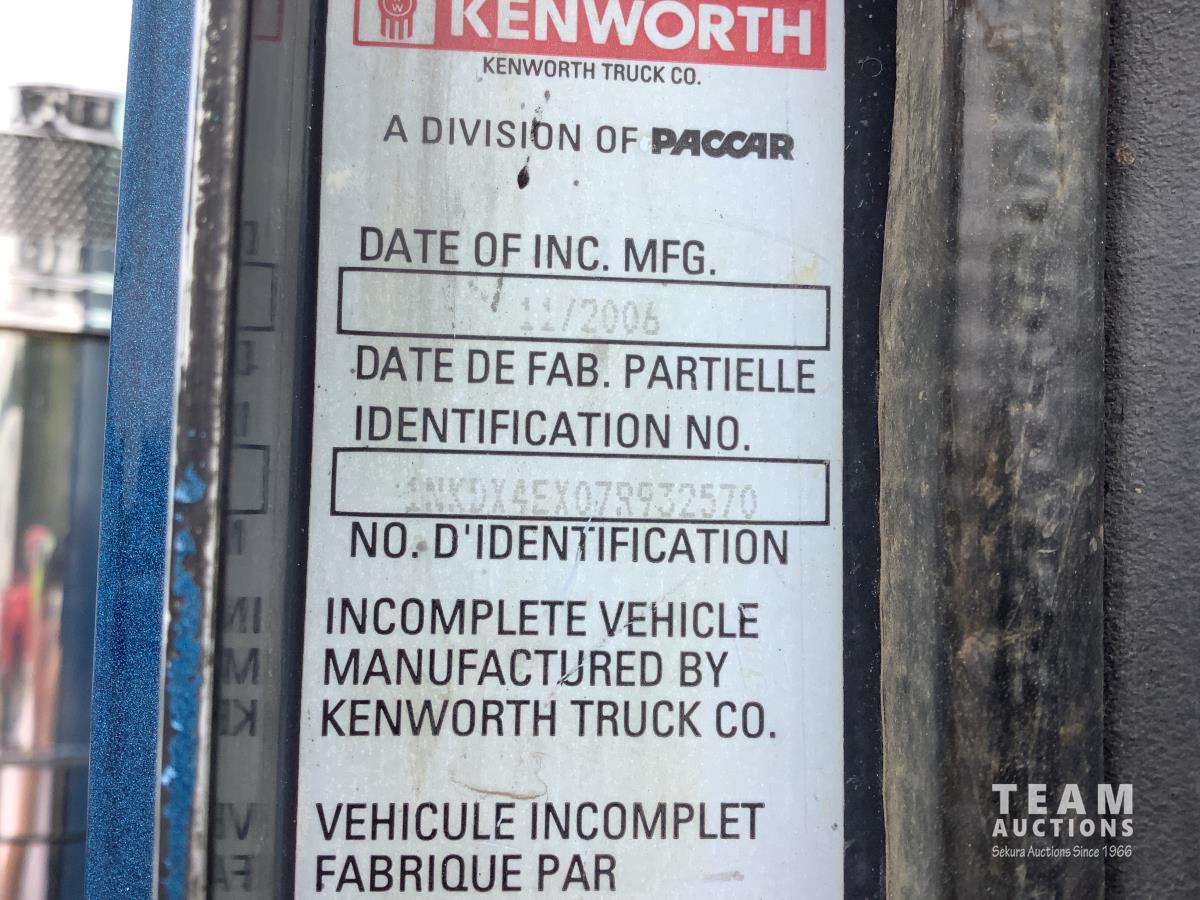 KENWORTH
KENWORTH TRUCK CO.
A DIVISION OF PACCAR
DATE OF INC. MFG.
11/2006
DATE DE FAB. PARTIELLE
IDENTIFICATION NO.
1NKDX4EX07R932570
NO. D'IDENTIFICATION
INCOMPLETE VEHICLE
MANUFACTURED BY
KENWORTH TRUCK CO.
VEHICULE INCOMPLET
FABRIQUE PAR
TEAM
AUCTIONS
Sekura Auctions Since 1966